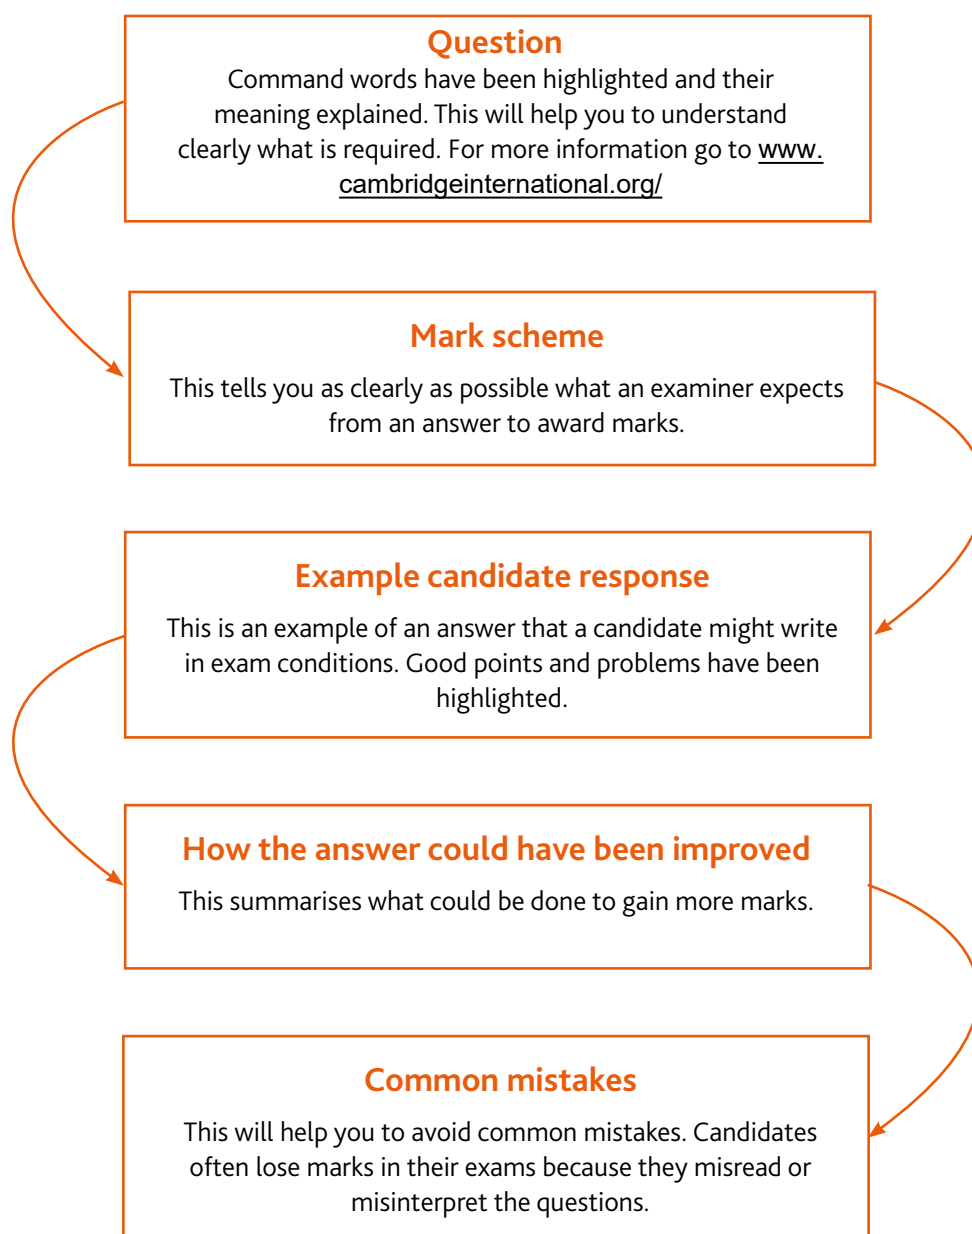 Question
Command words have been highlighted and their
meaning explained. This will help you to understand
clearly what is required. For more information go to www.
cambridgeinternational.org/
Mark scheme
This tells you as clearly as possible what an examiner expects
from an answer to award marks.
Example candidate response
This is an example of an answer that a candidate might write
in exam conditions. Good points and problems have been
highlighted.
How the answer could have been improved
This summarises what could be done to gain more marks.
Common mistakes
This will help you to avoid common mistakes. Candidates
often lose marks in their exams because they misread or
misinterpret the questions.